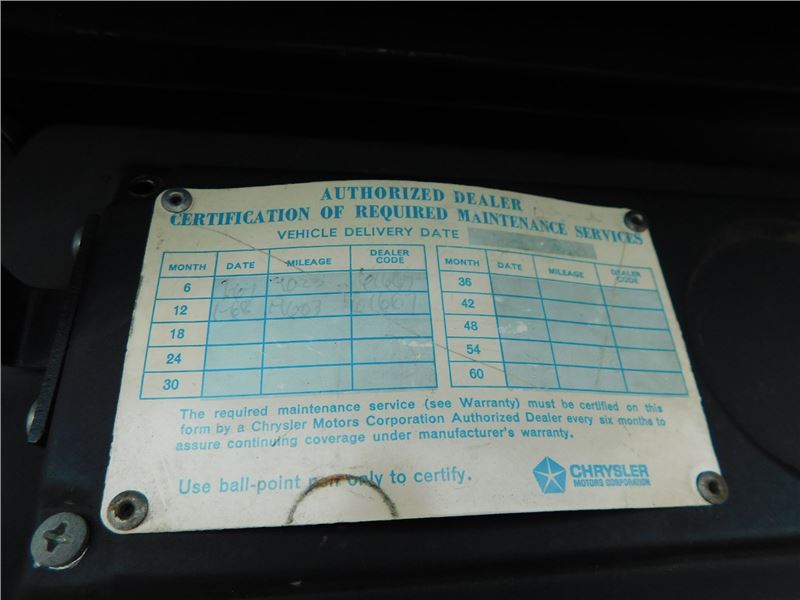 AUTHORIZED DEALER
CERTIFICATION OF REQUIRED MAINTENANCE SERVICES
VEHICLE DELIVERY DATE
MONTH DATE MILEAGE DEALER CODE MONTH DATE MILEAGE DEALER CODE
6 36
12 1-68 42
18 48
24 54
30 60
The required maintenance service (see Warranty) must be certified on this
form by a Chrysler Motors Corporation Authorized Dealer every six months to
assure continuing coverage under manufacturer's warranty.
Use ball-point pen only to certify.
CHRYSLER
MOTORS CORPORATION